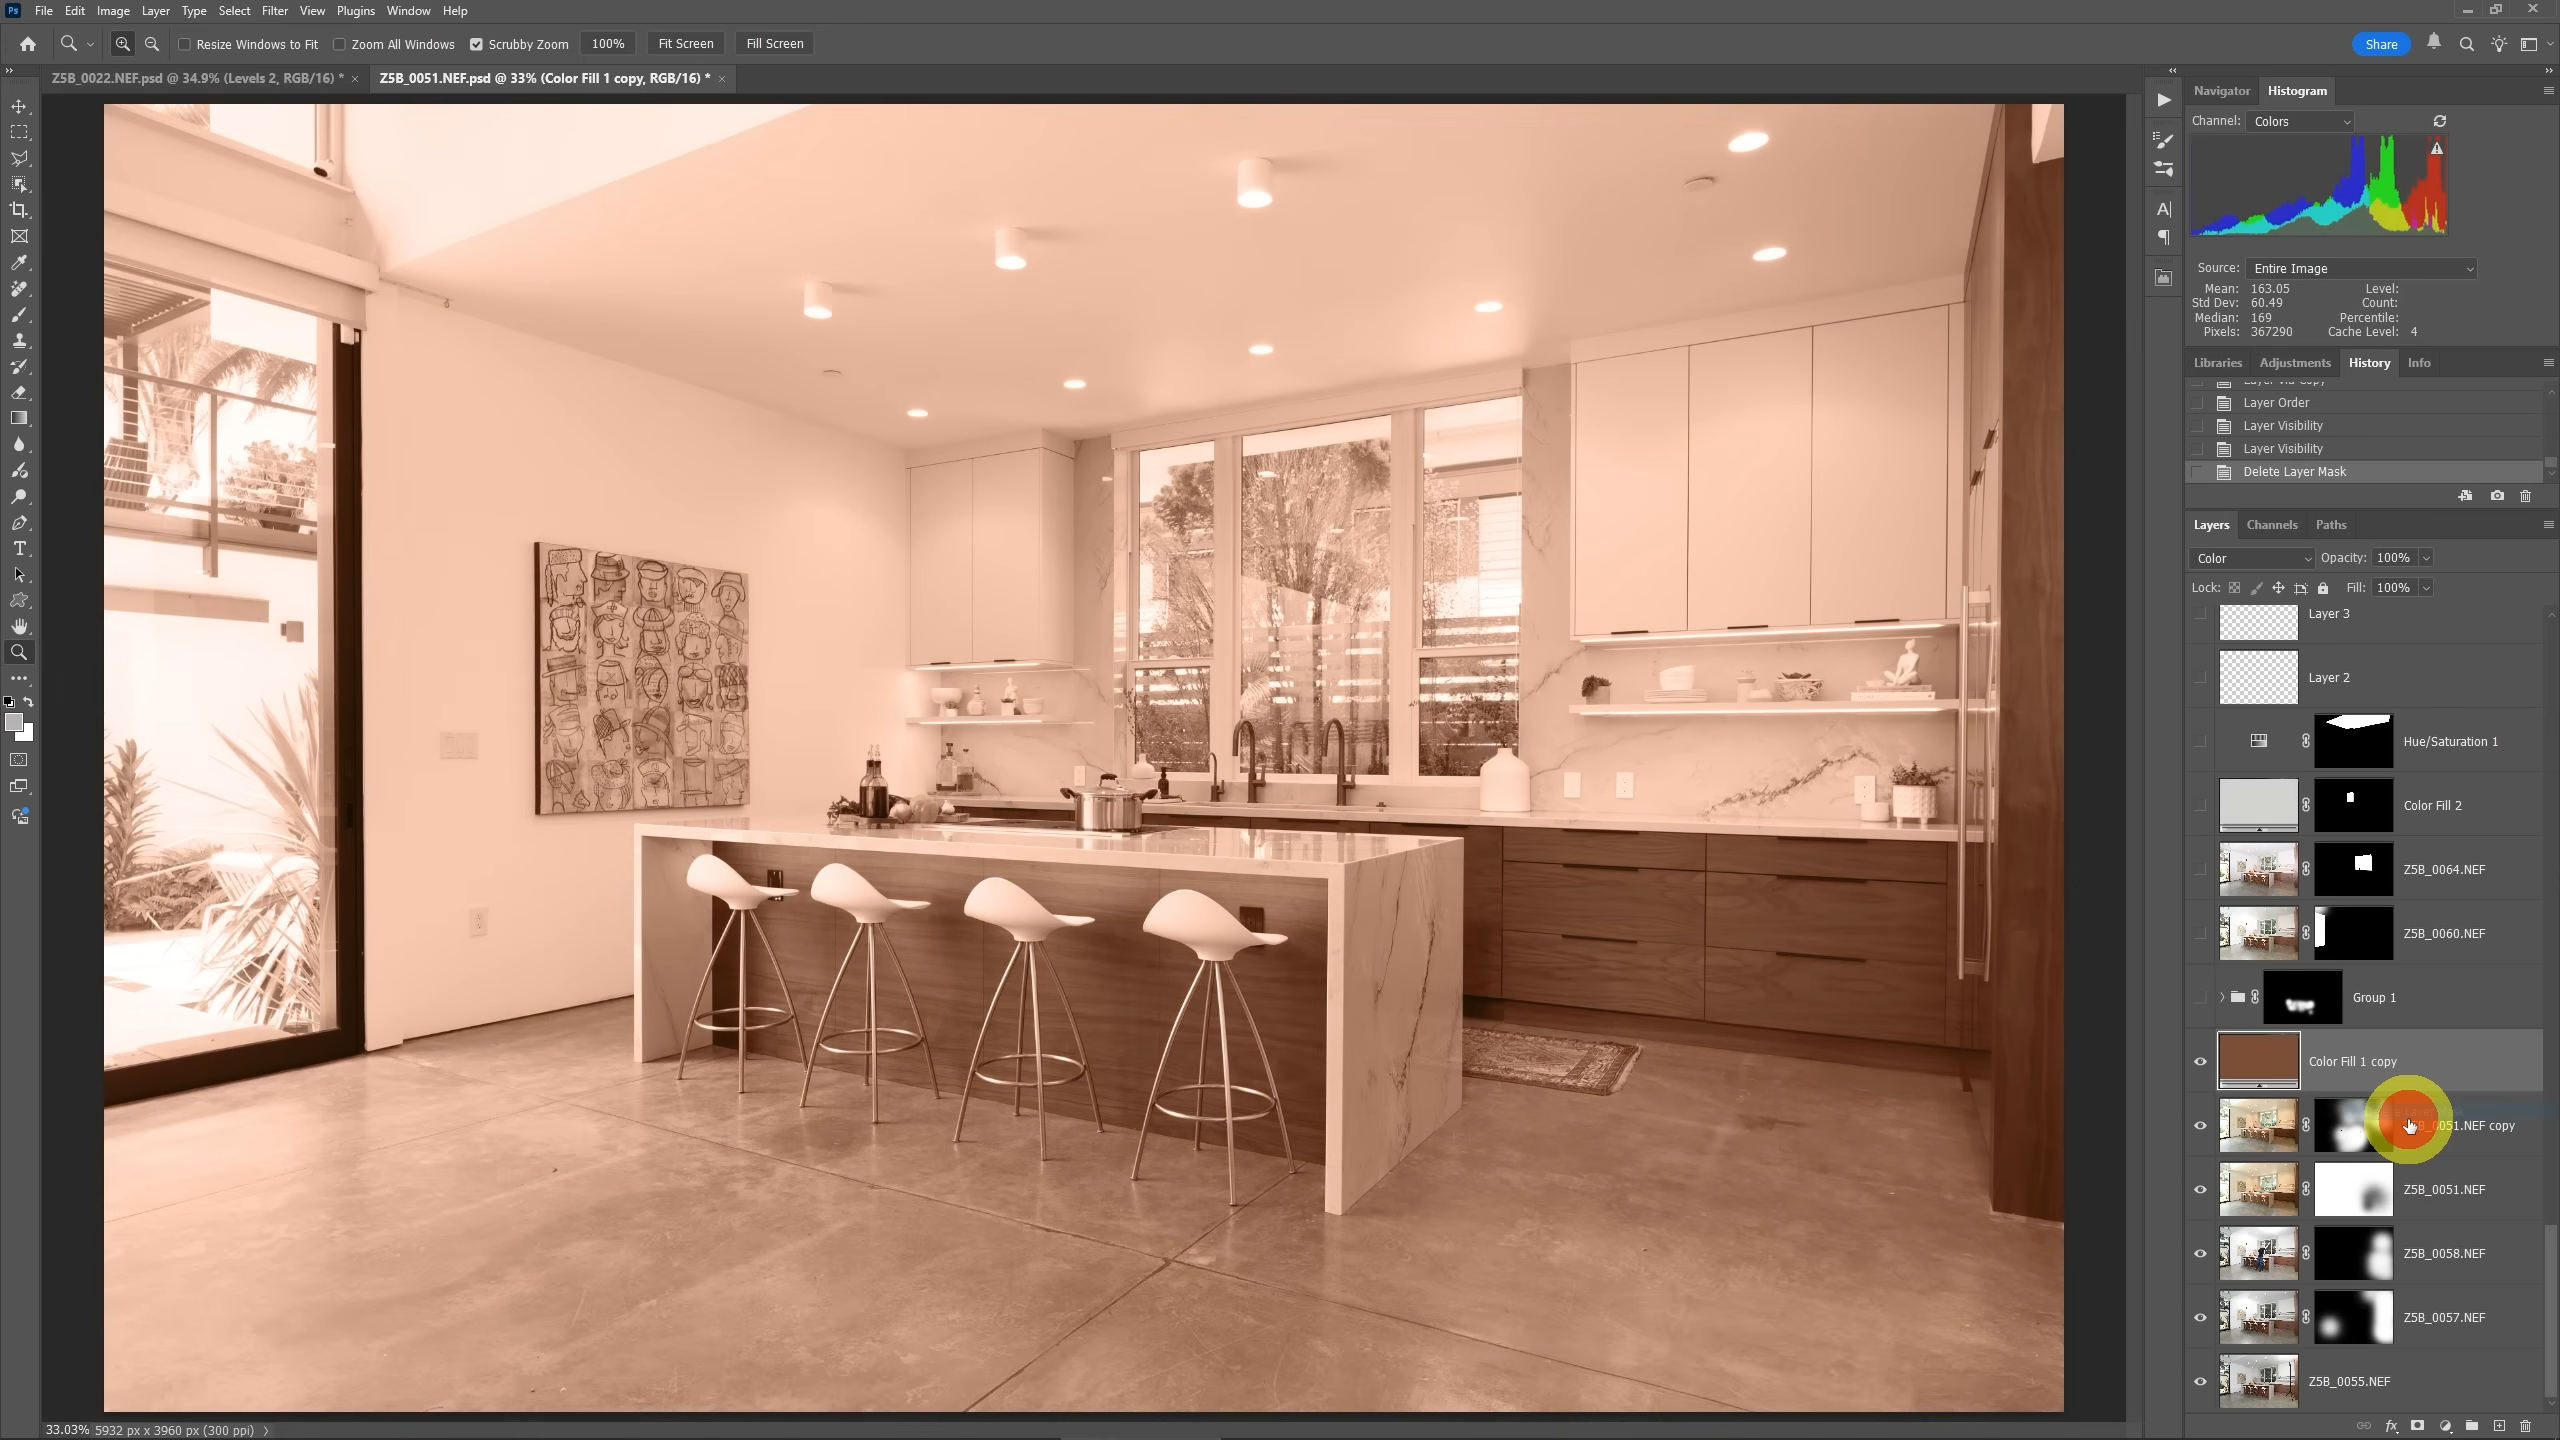 Ps File Edit Image Layer Type Select Filter View Plugins Window Help
Resize Windows to Fit Zoom All Windows Scrubby Zoom 100% Fit Screen Fill Screen Share
Z5B_0022.NEF.psd @ 34.9% (Levels 2, RGB/16) * × Z5B_0051.NEF.psd @ 33% (Color Fill 1 copy, RGB/16) * ×
Navigator Histogram
Channel: Colors
Source: Entire Image
Mean: 163.05 Level:
Std Dev: 60.49 Count:
Median: 169 Percentile:
Pixels: 367290 Cache Level: 4
Libraries Adjustments History Info
Layer Via Copy
Layer Order
Layer Visibility
Layer Visibility
Delete Layer Mask
Layers Channels Paths
Color Opacity: 100%
Lock: Fill: 100%
Layer 3
Layer 2
Hue/Saturation 1
Color Fill 2
Z5B_0064.NEF
Z5B_0060.NEF
Group 1
Color Fill 1 copy
Z5B_0051.NEF copy
Z5B_0051.NEF
Z5B_0058.NEF
Z5B_0057.NEF
Z5B_0055.NEF
33.03% 5932 px x 3960 px (300 ppi)